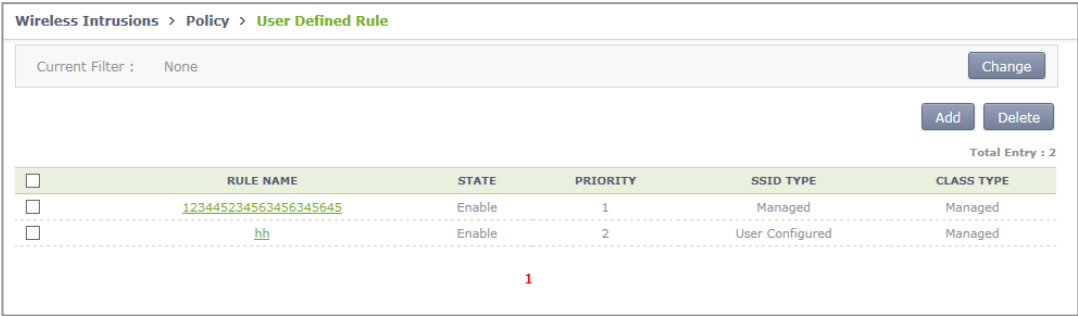 Wireless Intrusions > Policy > User Defined Rule
Current Filter : None
Change
Add Delete
Total Entry : 2
RULE NAME STATE PRIORITY SSID TYPE CLASS TYPE
123445234563456345645 Enable 1 Managed Managed
hh Enable 2 User Configured Managed
1